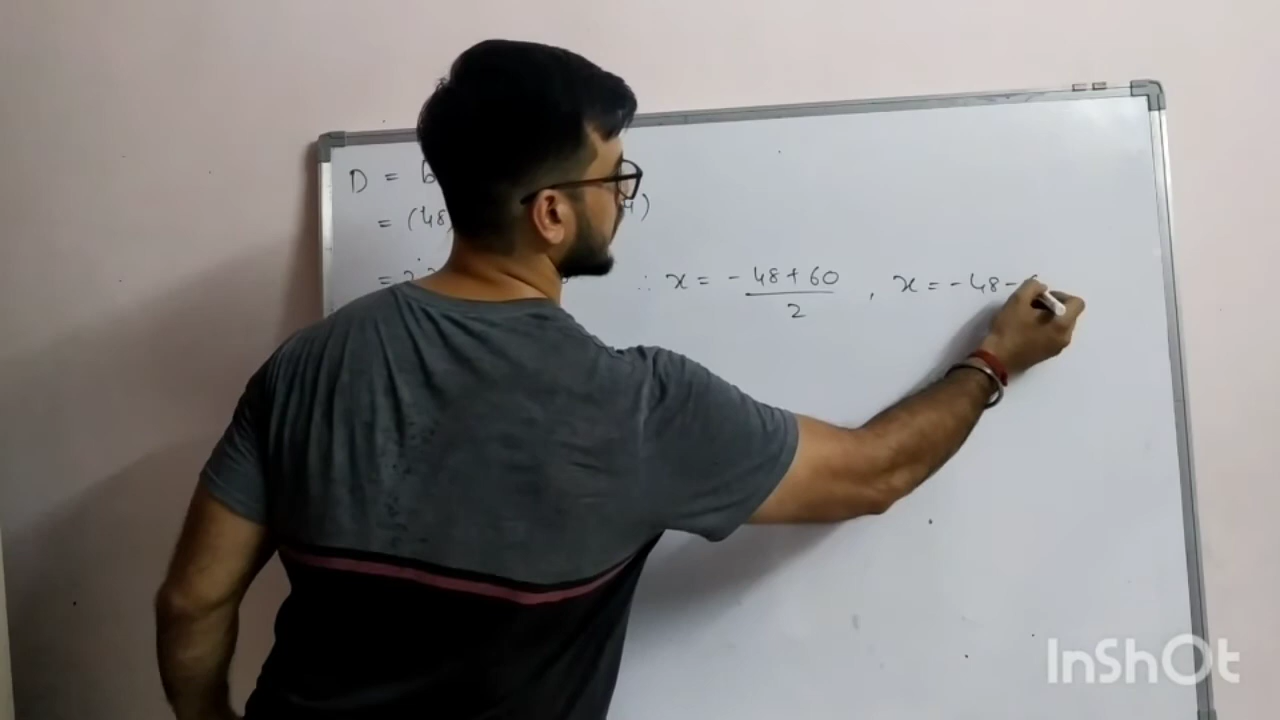 D =
= (48)
=
∴ x = -48+60/2 , x = -48-
InShOt